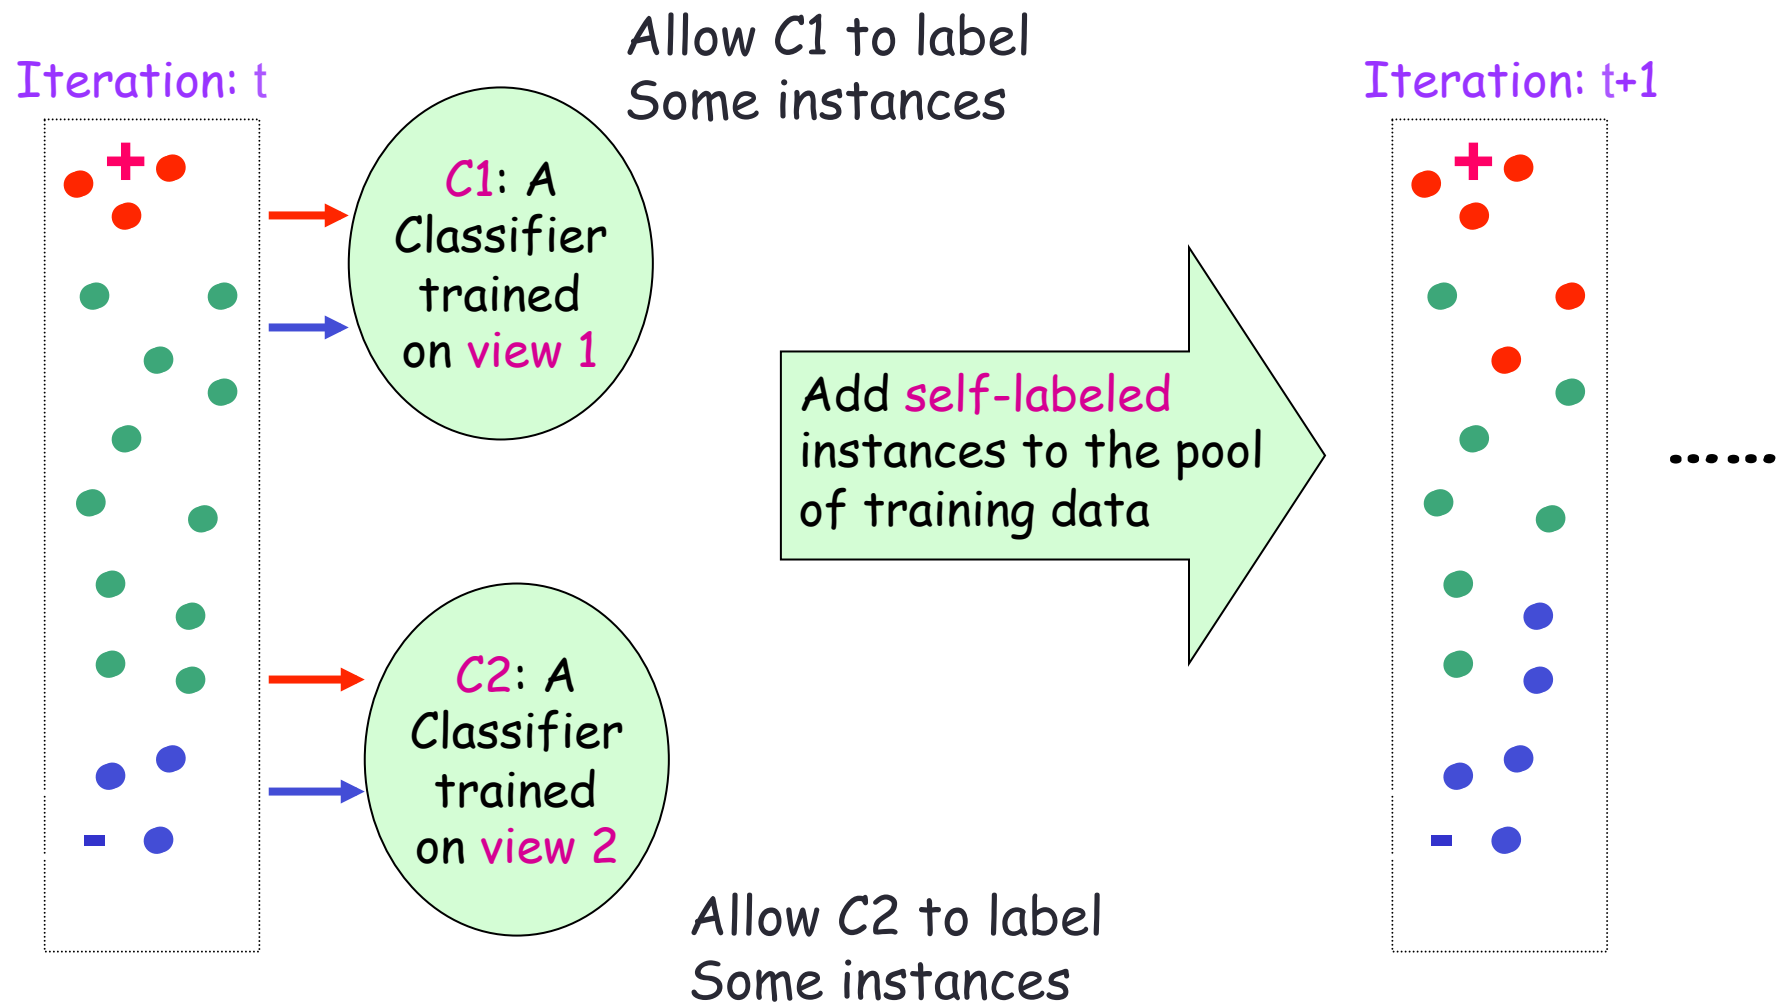 Iteration: t
Allow C1 to label
Some instances
Iteration: t+1
+
C1: A
Classifier
trained
on view 1
Add self-labeled
instances to the pool
of training data
......
C2: A
Classifier
trained
on view 2
-
Allow C2 to label
Some instances
+
-